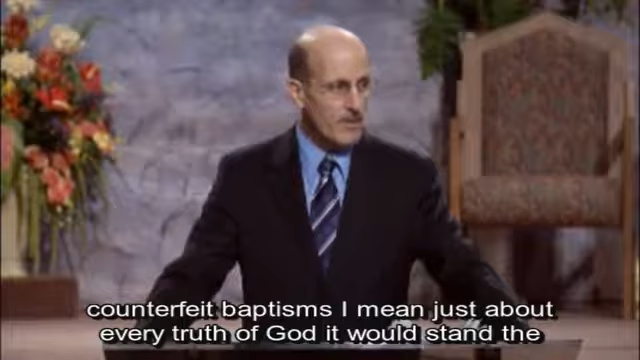 counterfeit baptisms I mean just about
every truth of God it would stand the